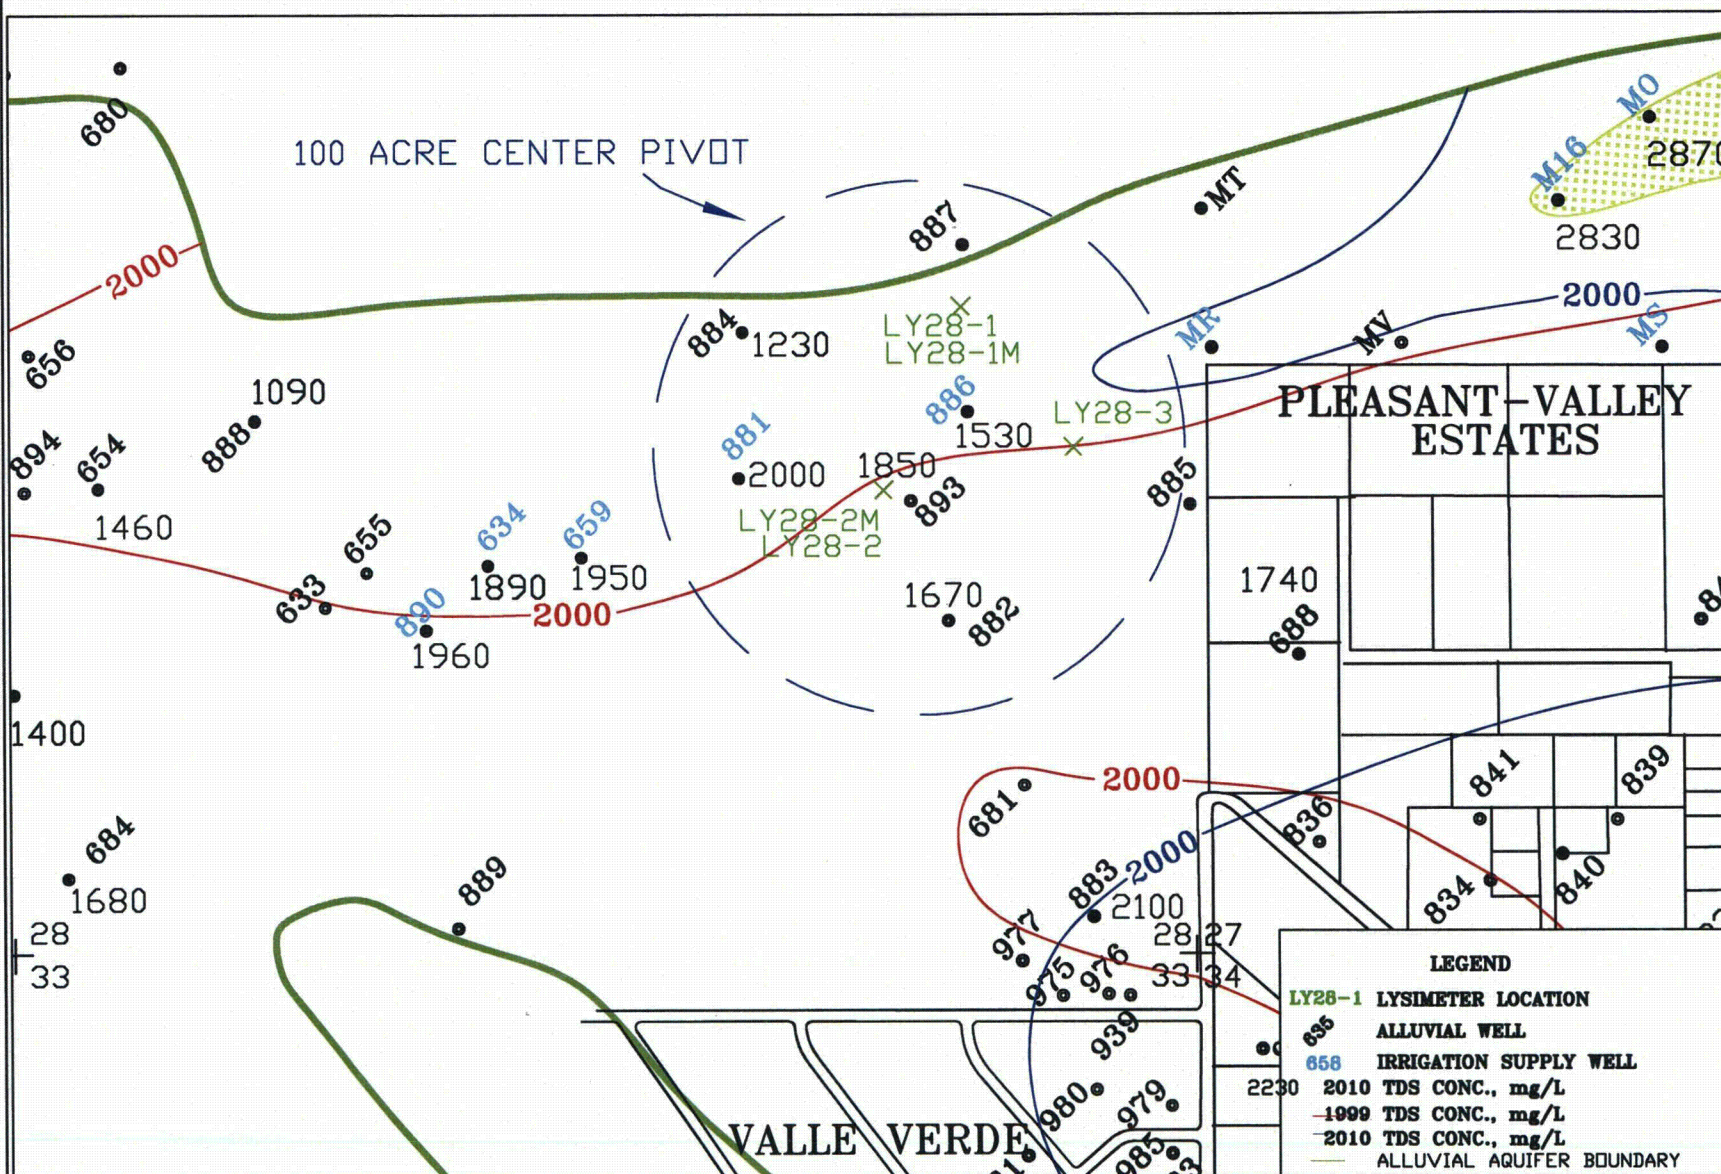 680
100 ACRE CENTER PIVOT
MO
M16
2870
2830
MT
887
2000
2000
656
884
1230
LY28-1
LY28-1M
MR
MV
MS
1090
888
886
1530
LY28-3
PLEASANT-VALLEY
ESTATES
894
654
1460
881
2000
1850
893
885
LY28-2M
LY28-2
655
634
659
633
1890
1950
890
2000
1960
1670
882
1740
688
1400
681
2000
841
839
836
684
1680
889
883
2000
2100
834
840
977
28
33
28 27
33 34
975
976
939
980
979
985
VALLE VERDE
2230
LEGEND
LY28-1 LYSIMETER LOCATION
635 ALLUVIAL WELL
658 IRRIGATION SUPPLY WELL
2010 TDS CONC., mg/L
1999 TDS CONC., mg/L
2010 TDS CONC., mg/L
ALLUVIAL AQUIFER BOUNDARY